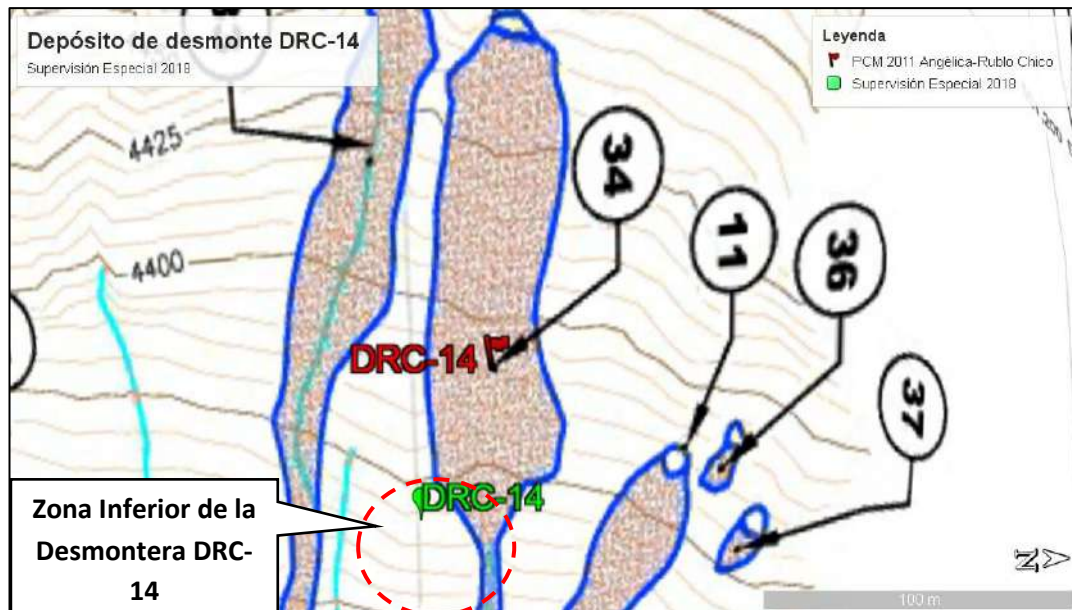 Depósito de desmonte DRC-14
Supervisión Especial 2018
Leyenda
PCM 2011 Angélica-Rublo Chico
Supervisión Especial 2018
4425
34
11
36
4400
DRC-14
37
DRC-14
Zona Inferior de la
Desmontera DRC-
14
N
100 m